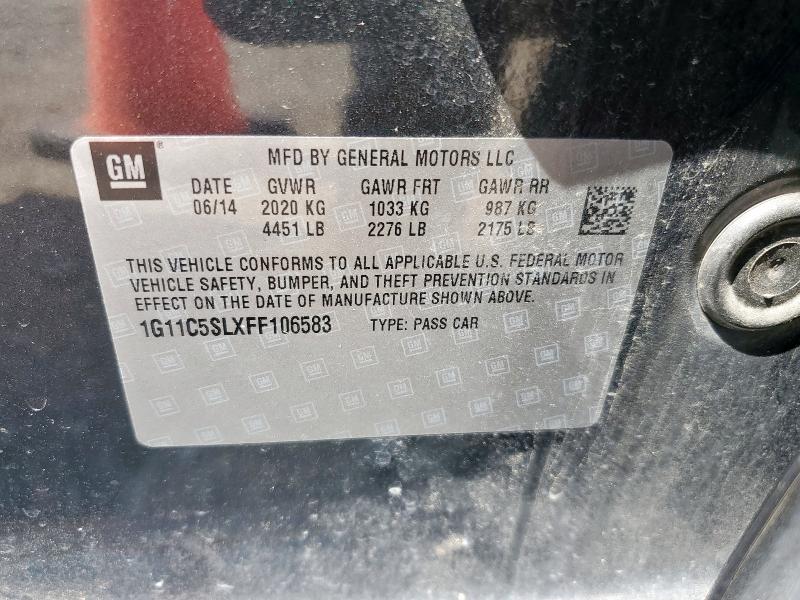 GM ®
MFD BY GENERAL MOTORS LLC
DATE GVWR GAWR FRT GAWR RR
06/14 2020 KG 1033 KG 987 KG
4451 LB 2276 LB 2175 LB
THIS VEHICLE CONFORMS TO ALL APPLICABLE U.S. FEDERAL MOTOR
VEHICLE SAFETY, BUMPER, AND THEFT PREVENTION STANDARDS IN
EFFECT ON THE DATE OF MANUFACTURE SHOWN ABOVE.
1G11C5SLXFF106583 TYPE: PASS CAR